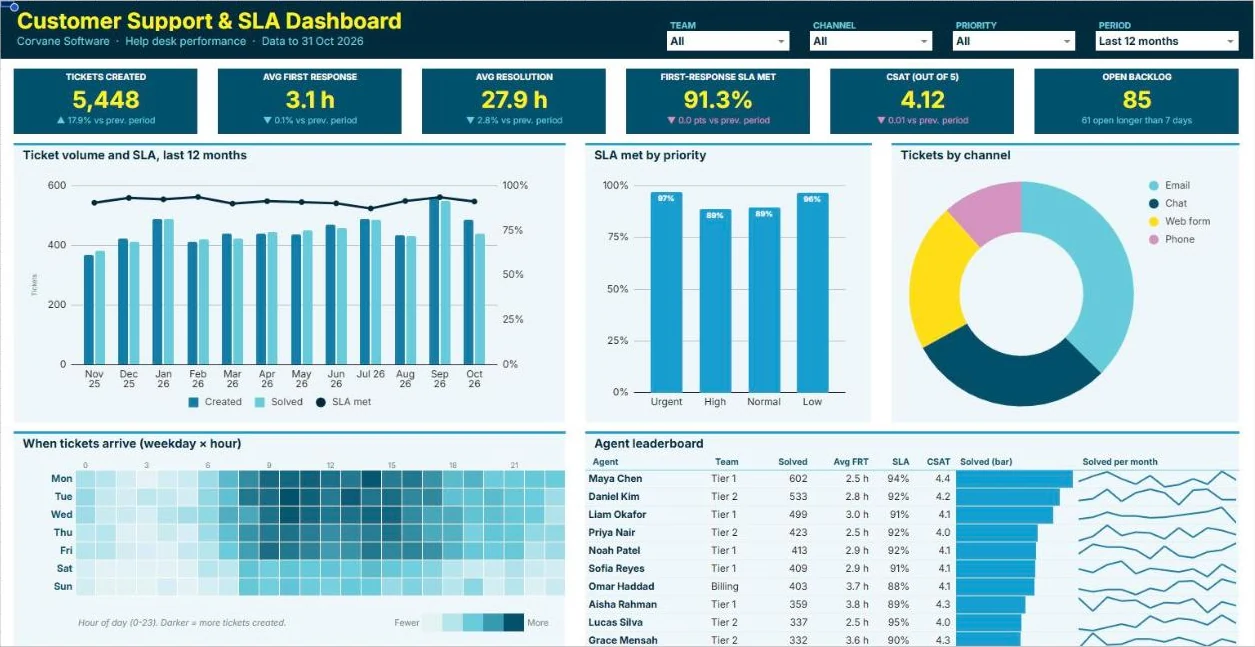 Customer Support & SLA Dashboard
Corvane Software · Help desk performance · Data to 31 Oct 2026
TEAM
All
CHANNEL
All
PRIORITY
All
PERIOD
Last 12 months
TICKETS CREATED
5,448
▲ 17.9% vs prev. period
AVG FIRST RESPONSE
3.1 h
▼ 0.1% vs prev. period
AVG RESOLUTION
27.9 h
▼ 2.8% vs prev. period
FIRST-RESPONSE SLA MET
91.3%
▼ 0.0 pts vs prev. period
CSAT (OUT OF 5)
4.12
▼ 0.01 vs prev. period
OPEN BACKLOG
85
61 open longer than 7 days
Ticket volume and SLA, last 12 months
600
400
200
0
Tickets
100%
75%
50%
25%
0%
Nov 25
Dec 25
Jan 26
Feb 26
Mar 26
Apr 26
May 26
Jun 26
Jul 26
Aug 26
Sep 26
Oct 26
Created
Solved
SLA met
SLA met by priority
100%
75%
50%
25%
0%
97%
89%
89%
96%
Urgent
High
Normal
Low
Tickets by channel
Email
Chat
Web form
Phone
When tickets arrive (weekday × hour)
0 3 6 9 12 15 18 21
Mon
Tue
Wed
Thu
Fri
Sat
Sun
Hour of day (0-23). Darker = more tickets created.
Fewer
More
Agent leaderboard
Agent Team Solved Avg FRT SLA CSAT Solved (bar) Solved per month
Maya Chen Tier 1 602 2.5 h 94% 4.4
Daniel Kim Tier 2 533 2.8 h 92% 4.2
Liam Okafor Tier 1 499 3.0 h 91% 4.1
Priya Nair Tier 2 423 2.5 h 92% 4.0
Noah Patel Tier 1 413 2.9 h 92% 4.1
Sofia Reyes Tier 1 409 2.9 h 91% 4.1
Omar Haddad Billing 403 3.7 h 88% 4.1
Aisha Rahman Tier 1 359 3.8 h 89% 4.3
Lucas Silva Tier 2 337 2.5 h 95% 4.0
Grace Mensah Tier 2 332 3.6 h 90% 4.3